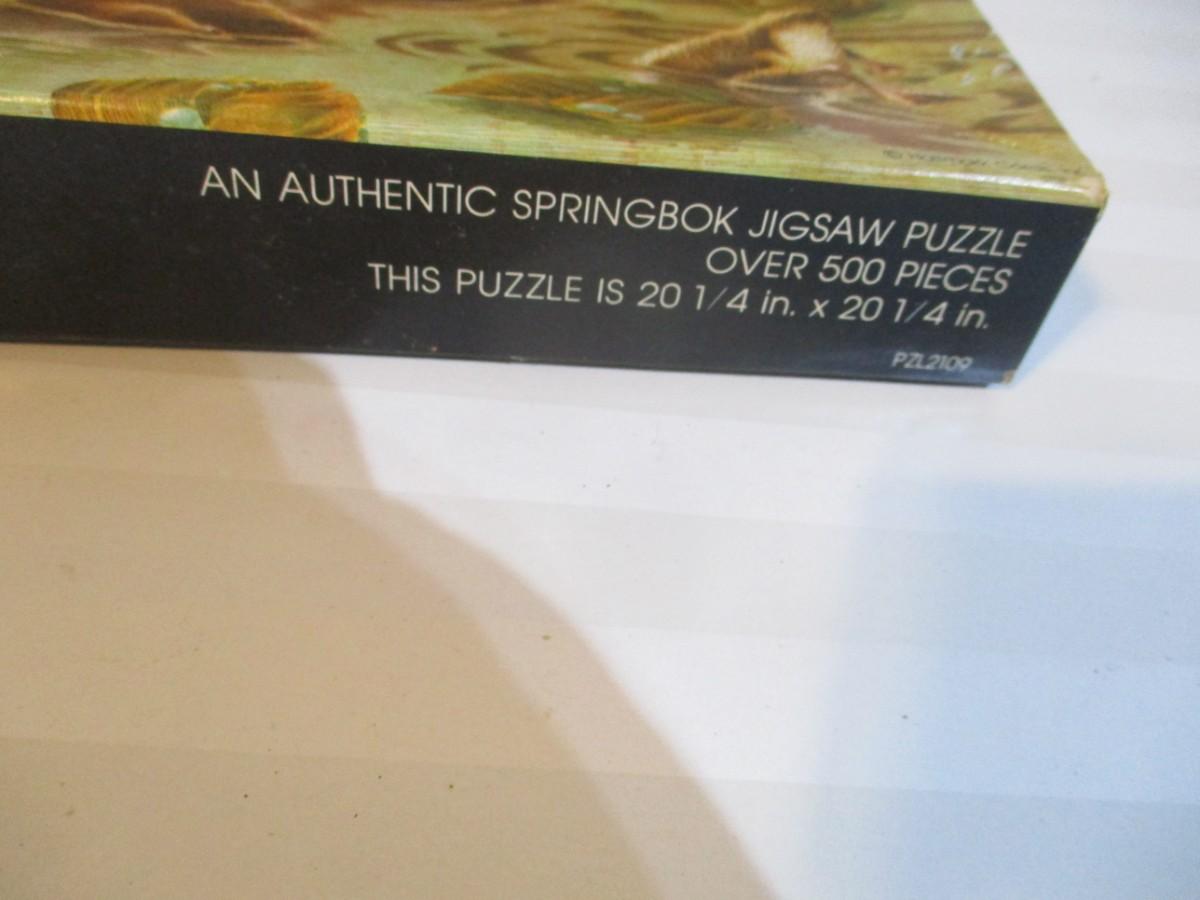 AN AUTHENTIC SPRINGBOK JIGSAW PUZZLE
OVER 500 PIECES
THIS PUZZLE IS 20 1/4 in. x 20 1/4 in.
PZL2109